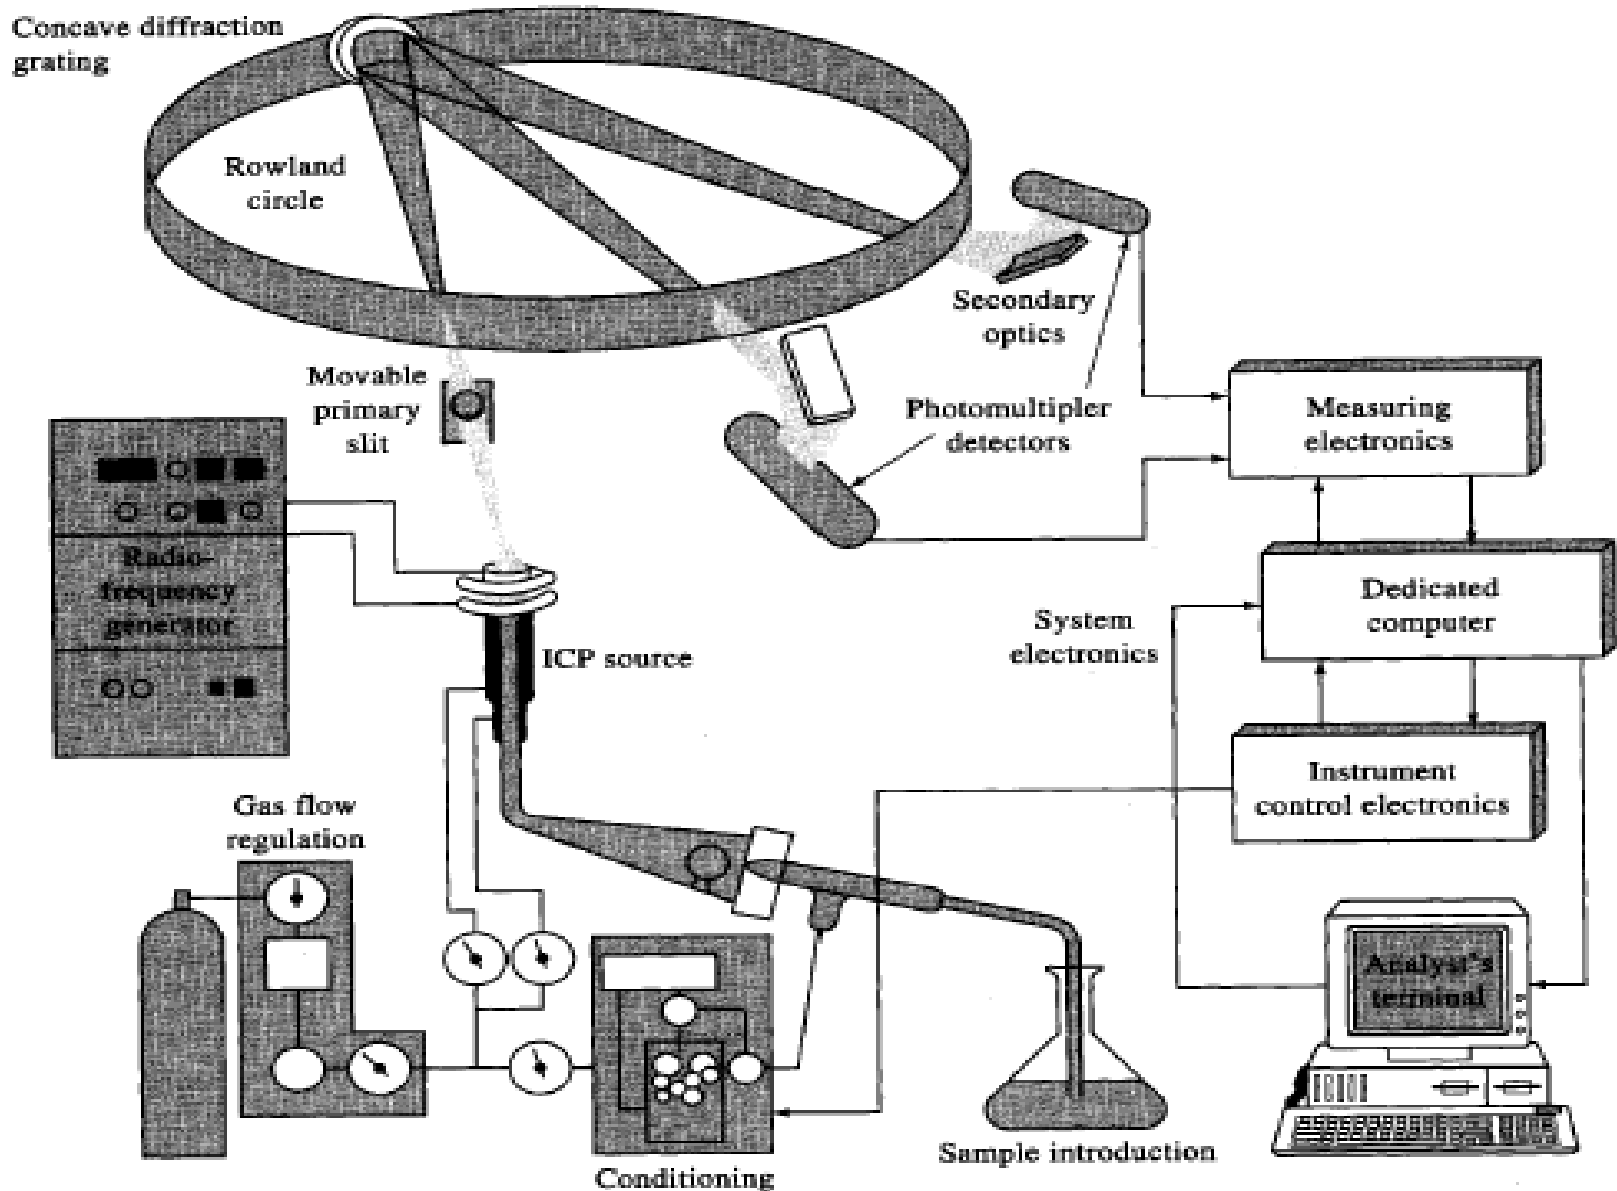 Concave diffraction
grating
Rowland
circle
Secondary
optics
Movable
primary
slit
Photomultipler
detectors
Measuring
electronics
Radio-
frequency
generator
Dedicated
computer
System
electronics
ICP source
Instrument
control electronics
Gas flow
regulation
Analyst's
terminal
Sample introduction
Conditioning